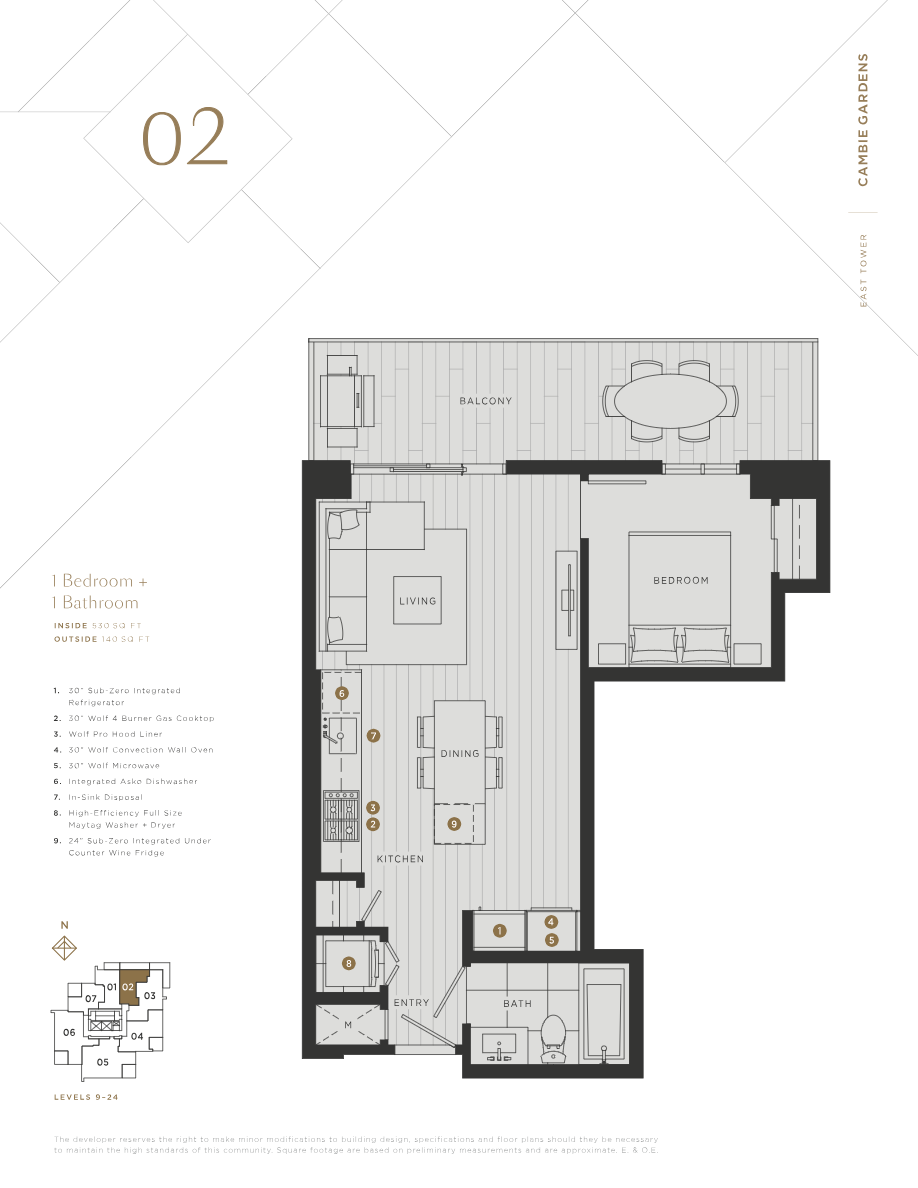 02
CAMBIE GARDENS
EAST TOWER
BALCONY
BEDROOM
LIVING
1 Bedroom +
1 Bathroom
INSIDE 530 SQ FT
OUTSIDE 140 SQ FT
1. 30" Sub-Zero Integrated
Refrigerator
2. 30" Wolf 4 Burner Gas Cooktop
3. Wolf Pro Hood Liner
4. 30" Wolf Convection Wall Oven
5. 30" Wolf Microwave
6. Integrated Asko Dishwasher
7. In-Sink Disposal
8. High-Efficiency Full Size
Maytag Washer + Dryer
9. 24" Sub-Zero Integrated Under
Counter Wine Fridge
6
7
DINING
3
2
9
KITCHEN
1
4
5
8
ENTRY
BATH
M
N
01
02
03
07
06
04
05
LEVELS 9-24
The developer reserves the right to make minor modifications to building design, specifications and floor plans should they be necessary
to maintain the high standards of this community. Square footage are based on preliminary measurements and are approximate. E. & O.E.